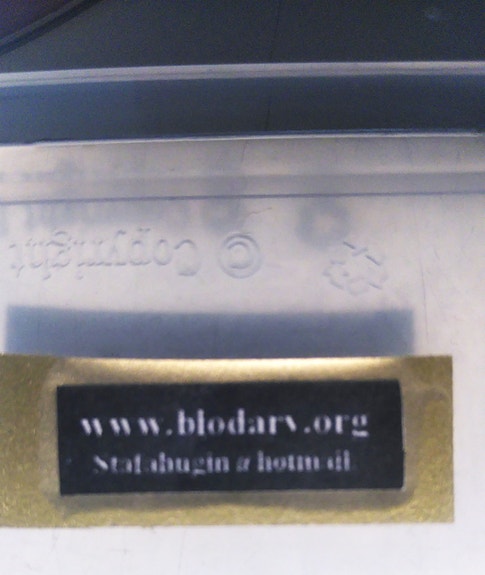 © Copyright
www.blodarv.org
Stafabugin@hotmail.